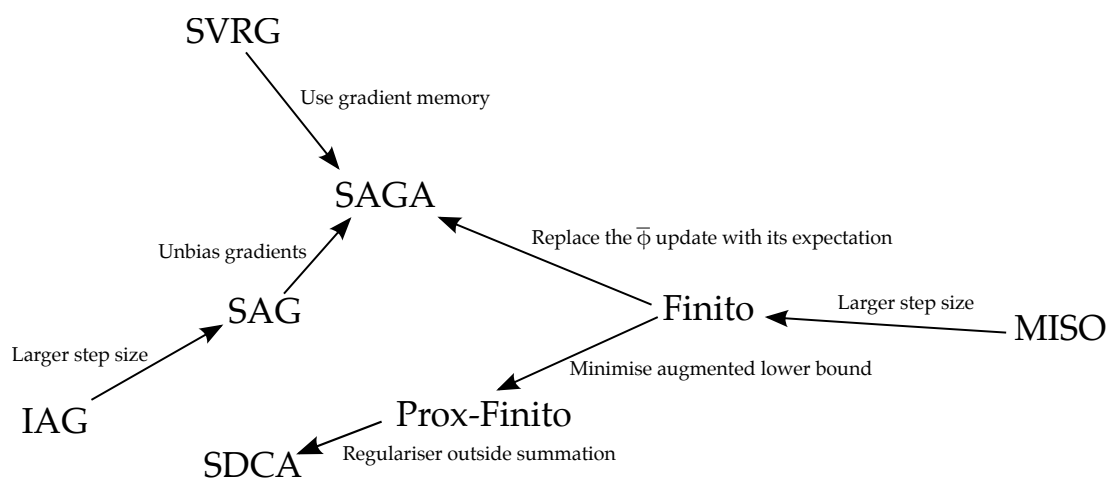 SVRG
Use gradient memory
SAGA
Unbias gradients
Replace the ϕ̅ update with its expectation
SAG
Finito
Larger step size
MISO
Larger step size
Minimise augmented lower bound
IAG
Prox-Finito
SDCA
Regulariser outside summation